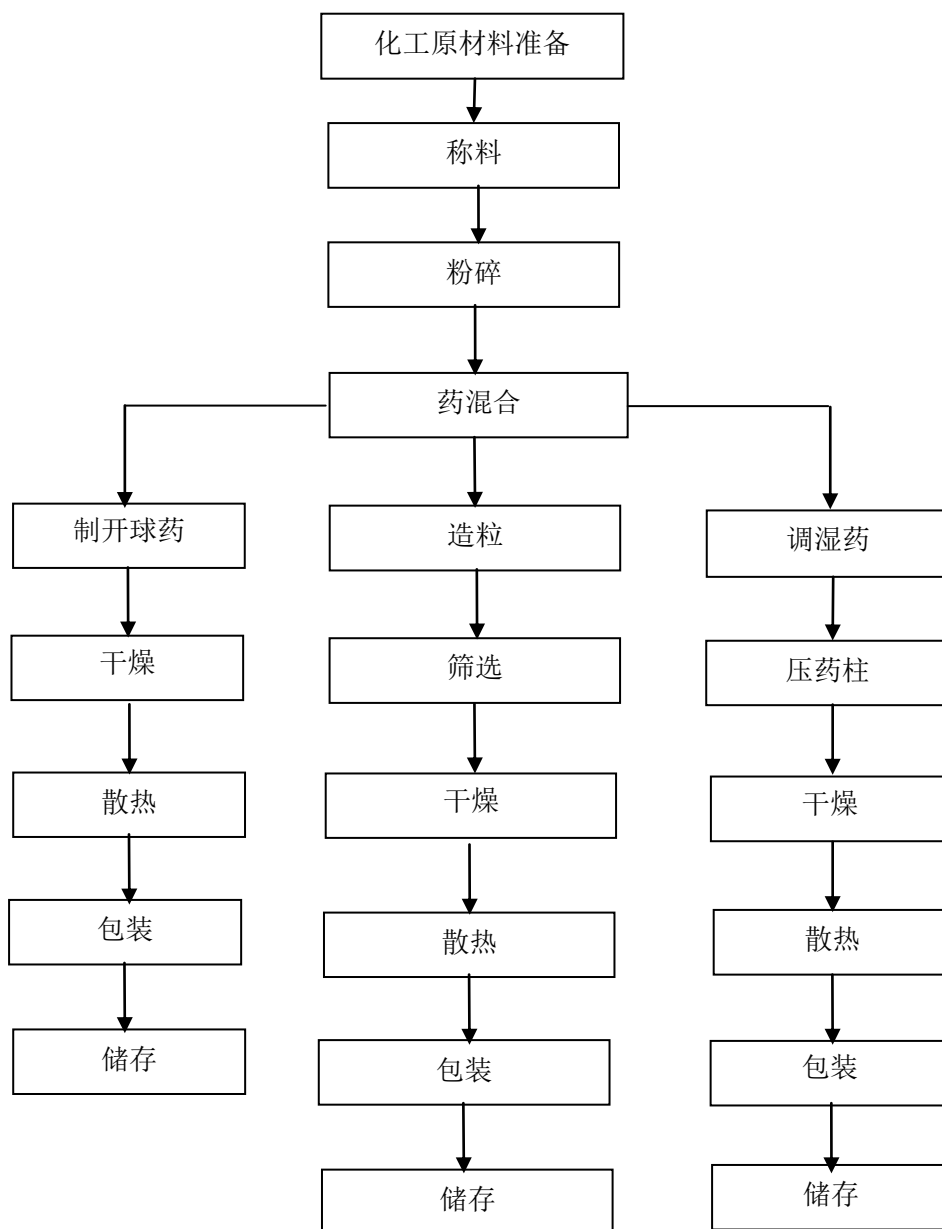 化工原材料准备
称料
粉碎
药混合
制开球药
造粒
调湿药
干燥
筛选
压药柱
散热
干燥
干燥
包装
散热
散热
储存
包装
包装
储存
储存